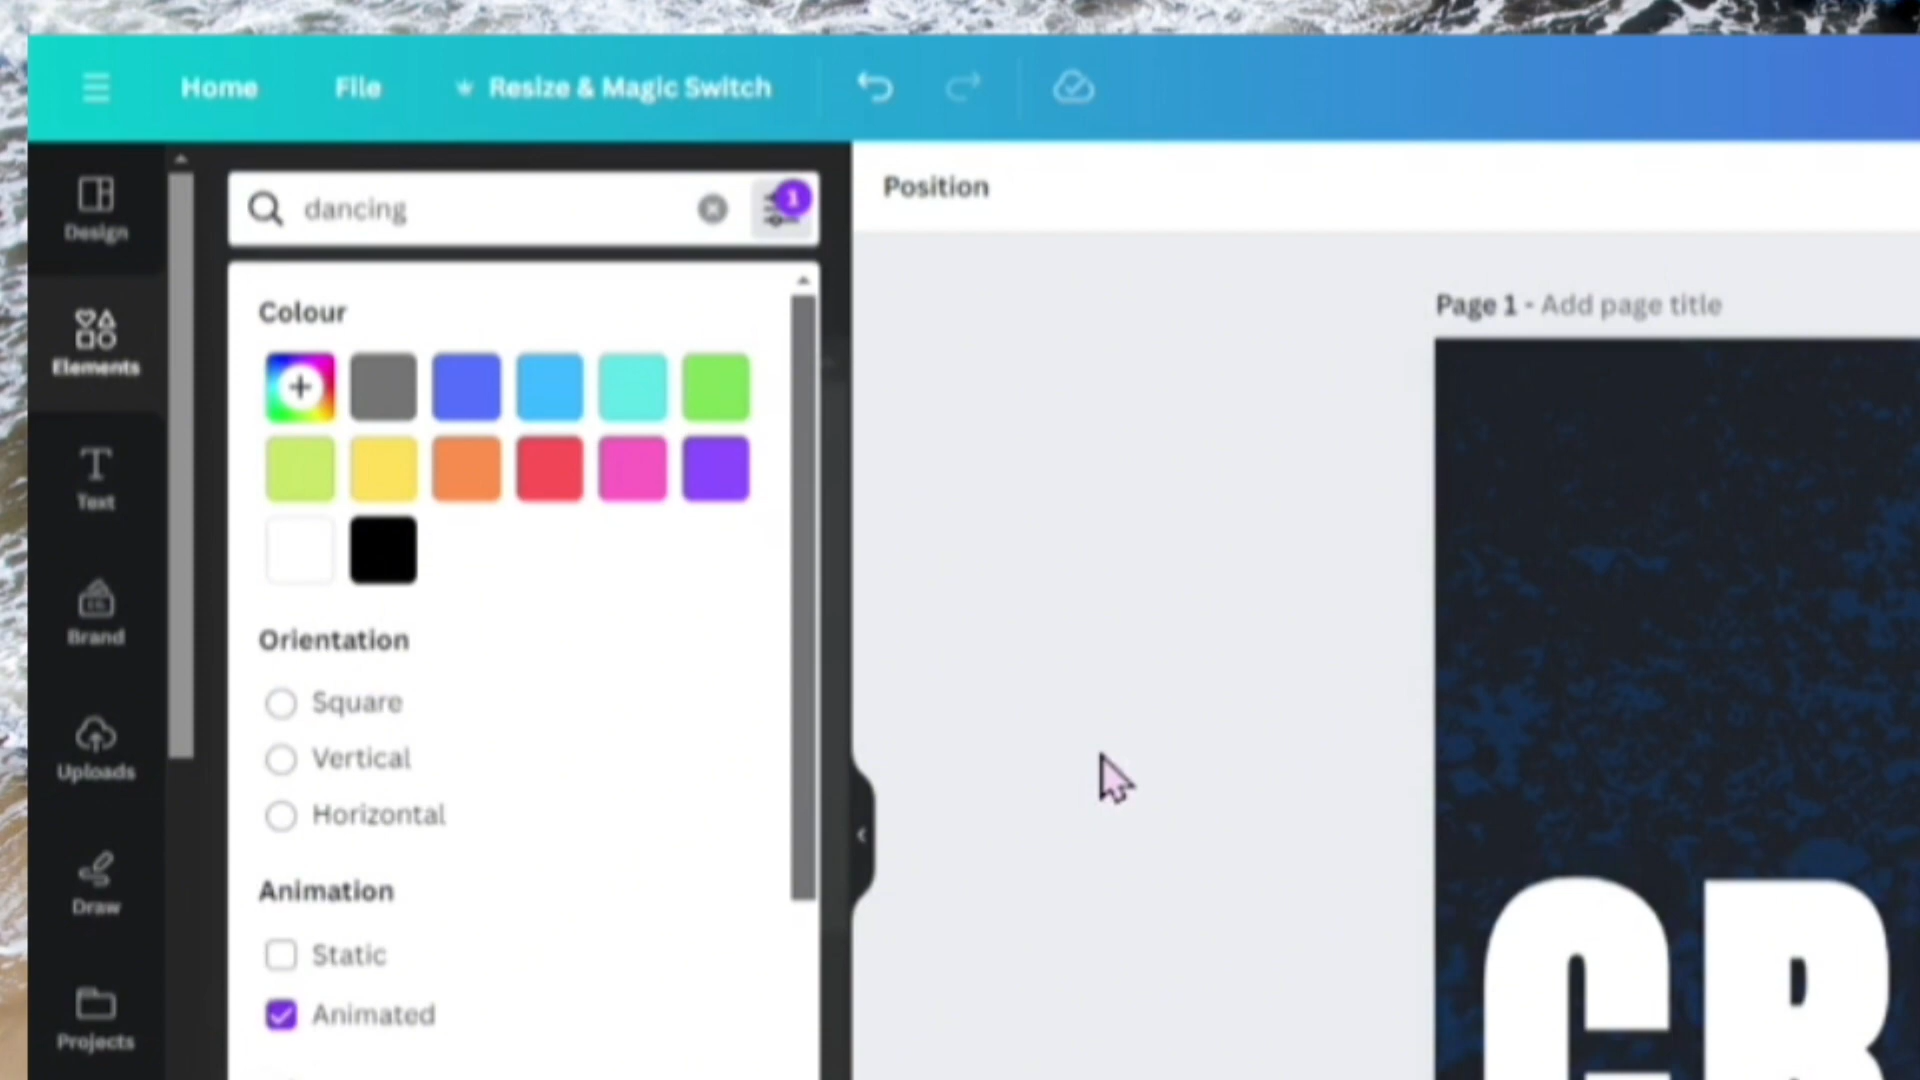 Home File Resize & Magic Switch
Design
Elements
Text
Brand
Uploads
Draw
Projects
dancing 1
Colour
Orientation
Square
Vertical
Horizontal
Animation
Static
Animated
Position
Page 1 - Add page title